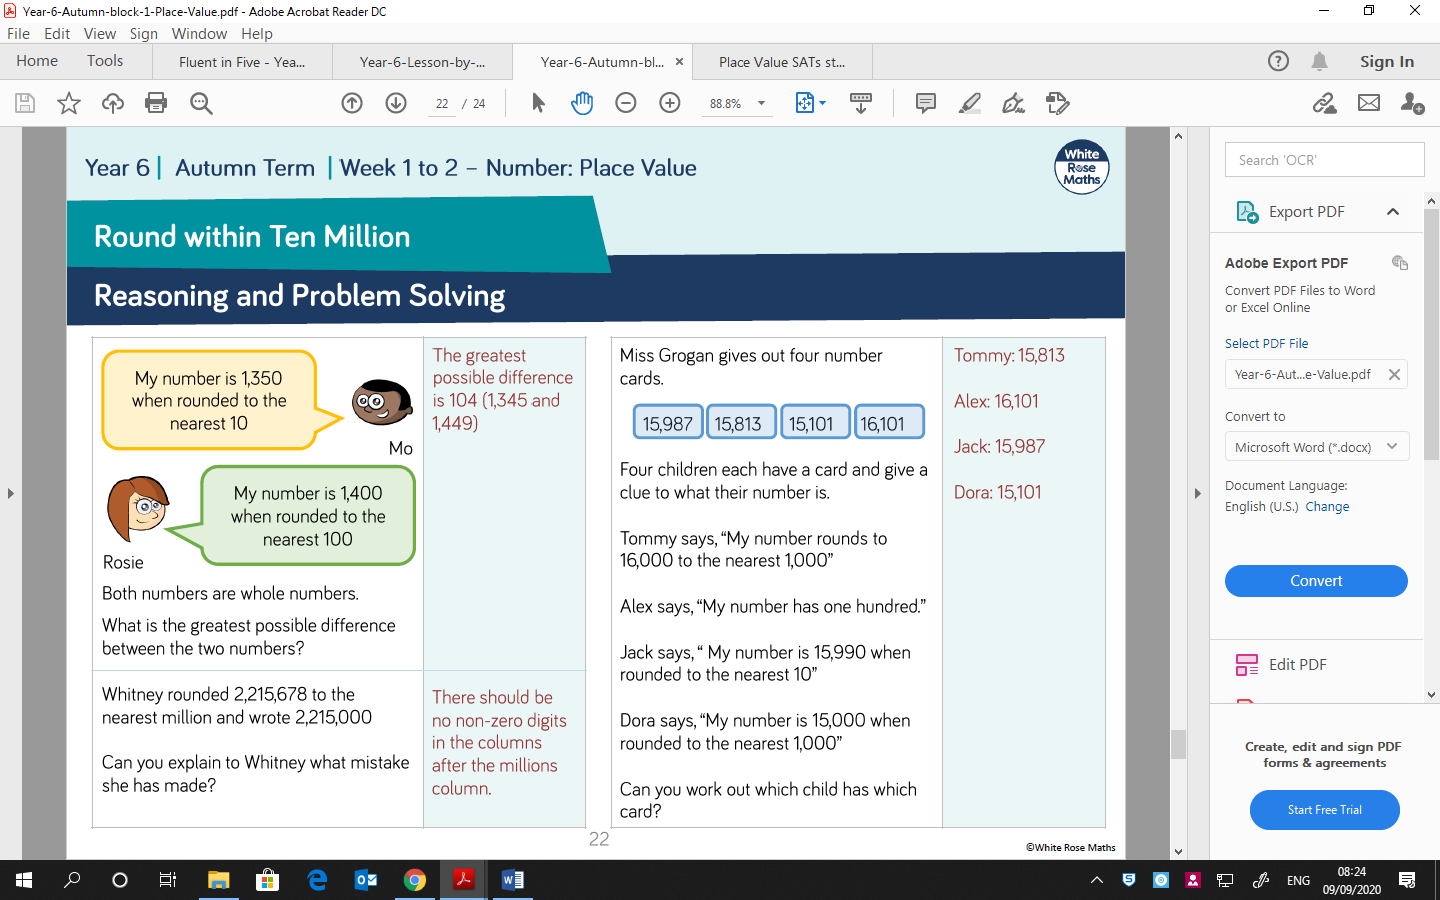 Year-6-Autumn-block-1-Place-Value.pdf - Adobe Acrobat Reader DC
File Edit View Sign Window Help
Home Tools Fluent in Five - Yea... Year-6-Lesson-by-... Year-6-Autumn-bl... Place Value SATs st... Sign In
22 / 24 88.8%
Year 6 | Autumn Term | Week 1 to 2 – Number: Place Value
White
Rose
Maths
Round within Ten Million
Reasoning and Problem Solving
My number is 1,350
when rounded to the
nearest 10
Mo
My number is 1,400
when rounded to the
nearest 100
Rosie
Both numbers are whole numbers.
What is the greatest possible difference
between the two numbers?
The greatest
possible difference
is 104 (1,345 and
1,449)
Whitney rounded 2,215,678 to the
nearest million and wrote 2,215,000
Can you explain to Whitney what mistake
she has made?
There should be
no non-zero digits
in the columns
after the millions
column.
Miss Grogan gives out four number
cards.
15,987 15,813 15,101 16,101
Four children each have a card and give a
clue to what their number is.
Tommy says, “My number rounds to
16,000 to the nearest 1,000”
Alex says, “My number has one hundred.”
Jack says, “ My number is 15,990 when
rounded to the nearest 10”
Dora says, “My number is 15,000 when
rounded to the nearest 1,000”
Can you work out which child has which
card?
Tommy: 15,813
Alex: 16,101
Jack: 15,987
Dora: 15,101
22
©White Rose Maths
Search 'OCR'
Export PDF
Adobe Export PDF
Convert PDF Files to Word
or Excel Online
Select PDF File
Year-6-Aut...e-Value.pdf
Convert to
Microsoft Word (*.docx)
Document Language:
English (U.S.) Change
Convert
Edit PDF
Create, edit and sign PDF
forms & agreements
Start Free Trial
ENG
08:24
09/09/2020